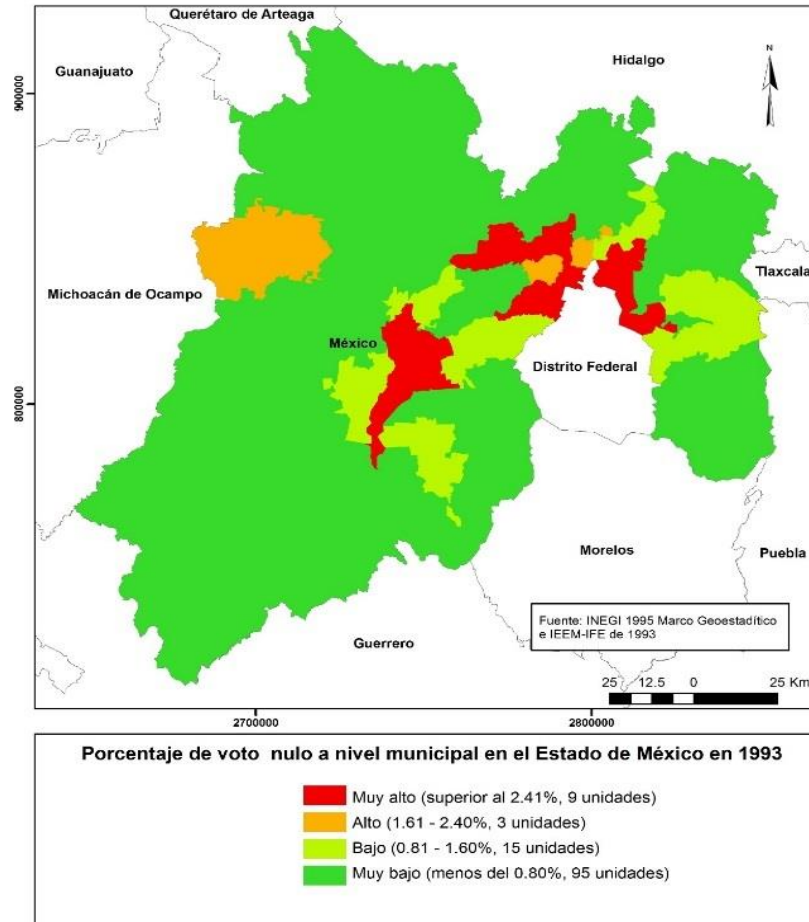 Querétaro de Arteaga
Guanajuato
Hidalgo
N
900000
Michoacán de Ocampo
Tlaxcala
México
Distrito Federal
800000
Morelos
Puebla
Fuente: INEGI 1995 Marco Geoestadítico
e IEEM-IFE de 1993
Guerrero
25 12.5 0 25 Km
2700000 2800000
Porcentaje de voto nulo a nivel municipal en el Estado de México en 1993
Muy alto (superior al 2.41%, 9 unidades)
Alto (1.61 - 2.40%, 3 unidades)
Bajo (0.81 - 1.60%, 15 unidades)
Muy bajo (menos del 0.80%, 95 unidades)